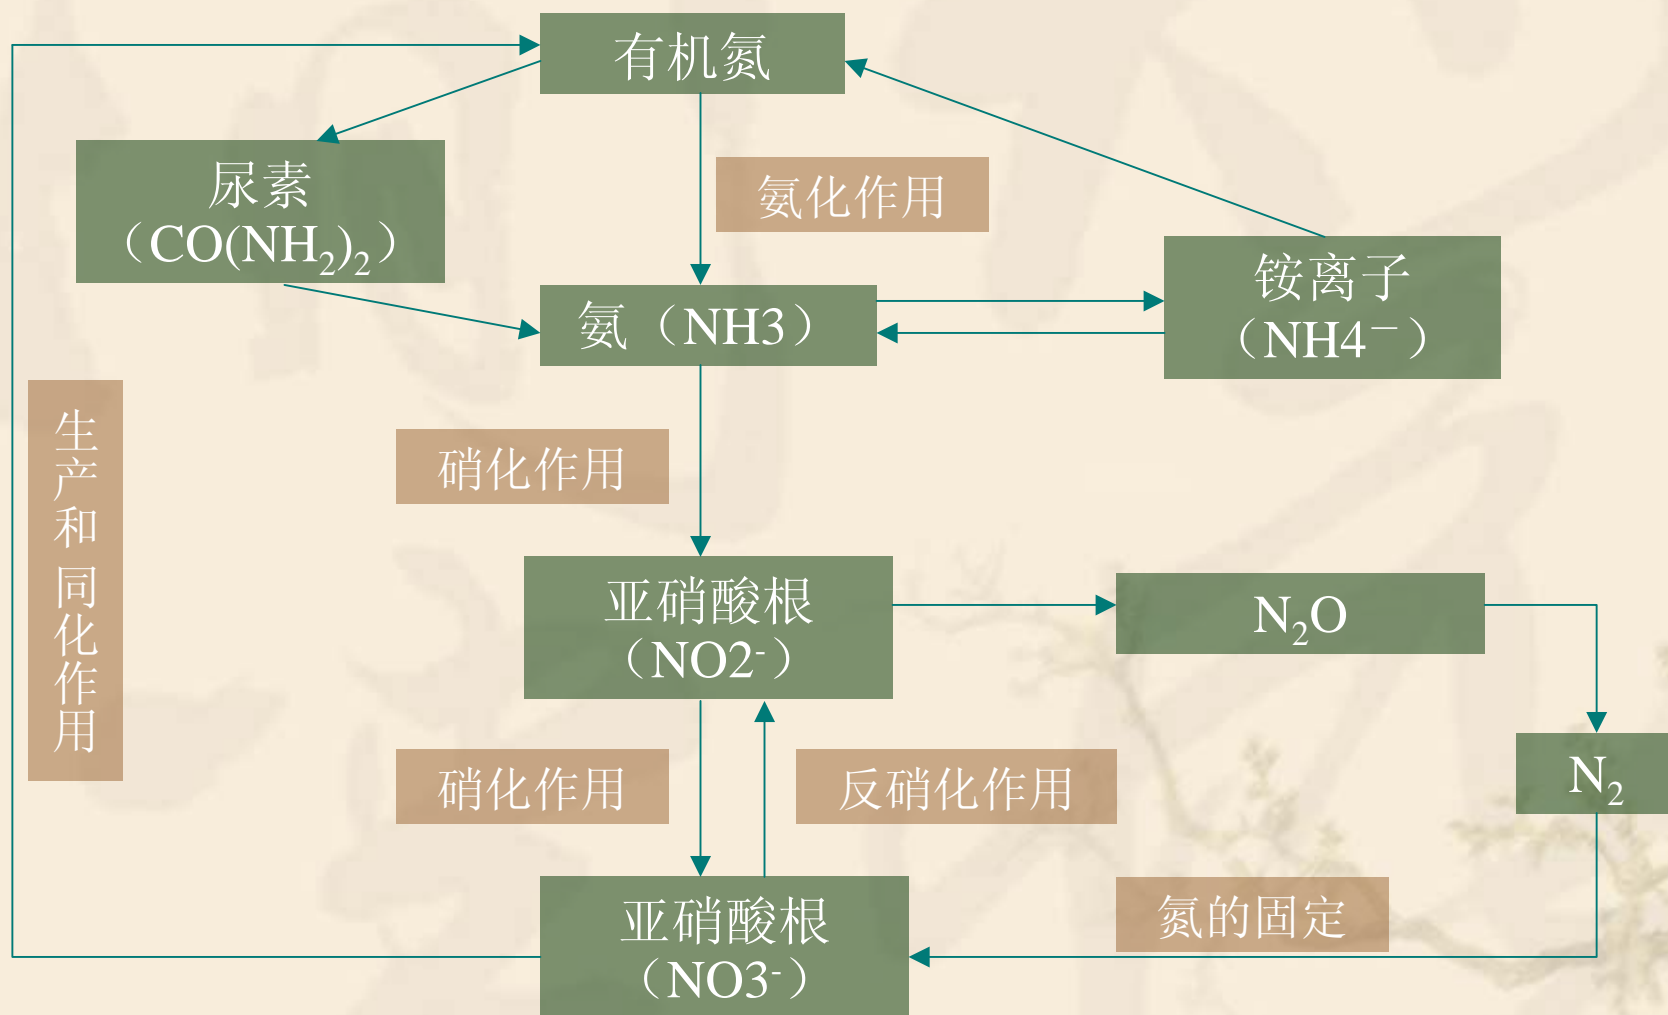 有机氮
尿素
（CO(NH₂)₂）
氨化作用
铵离子
（NH4－）
氨（NH3）
生产和 同化作用
硝化作用
亚硝酸根
（NO2⁻）
N₂O
硝化作用
反硝化作用
N₂
亚硝酸根
（NO3⁻）
氮的固定